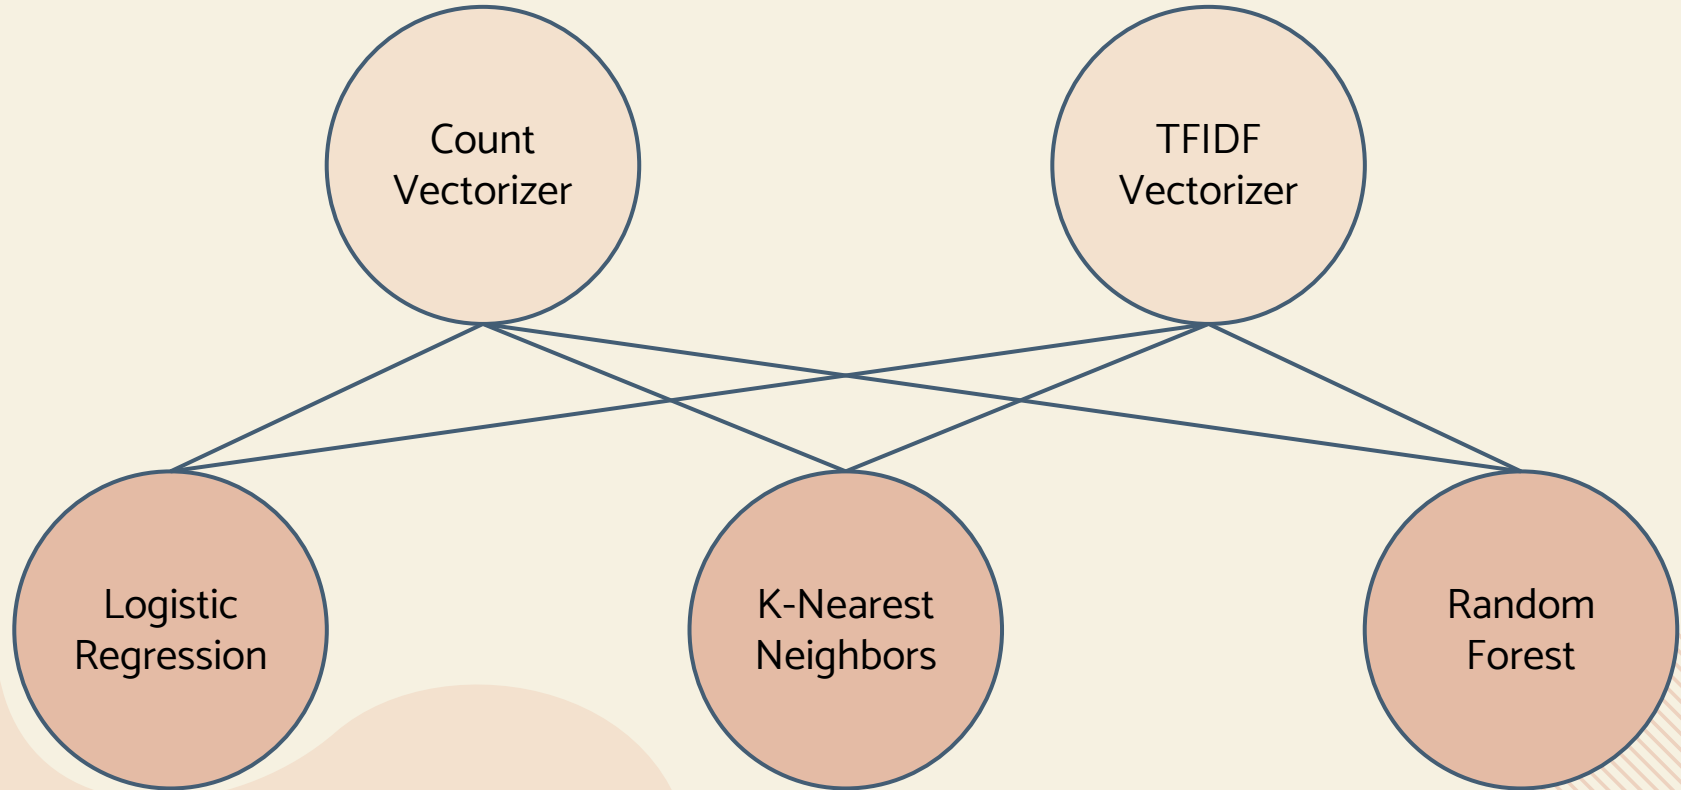 Count
Vectorizer
TFIDF
Vectorizer
Logistic
Regression
K-Nearest
Neighbors
Random
Forest